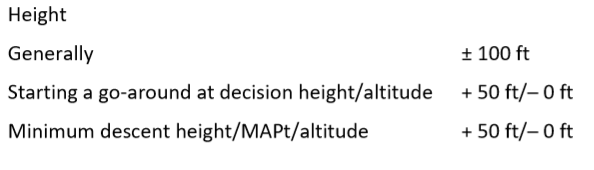 Height
Generally ± 100 ft
Starting a go-around at decision height/altitude + 50 ft/– 0 ft
Minimum descent height/MAPt/altitude + 50 ft/– 0 ft